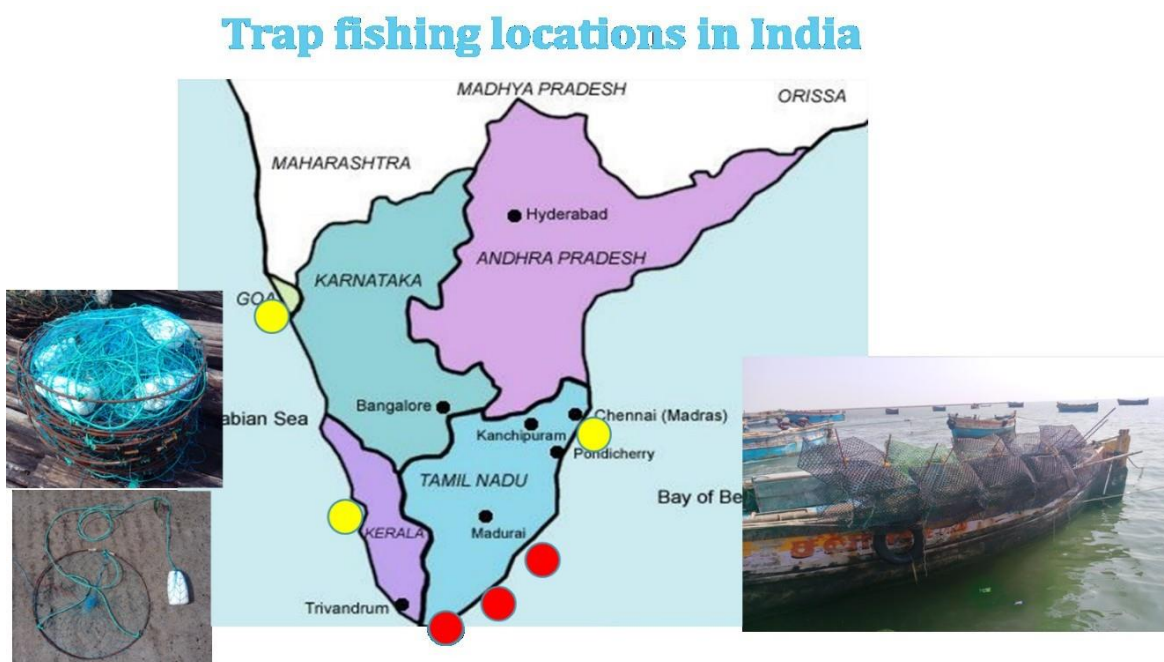 Trap fishing locations in India
MADHYA PRADESH
ORISSA
MAHARASHTRA
Hyderabad
ANDHRA PRADESH
KARNATAKA
GOA
Bangalore
abian Sea
Chennai (Madras)
Kanchipuram
Pondicherry
TAMIL NADU
Bay of Be
Madurai
KERALA
Trivandrum